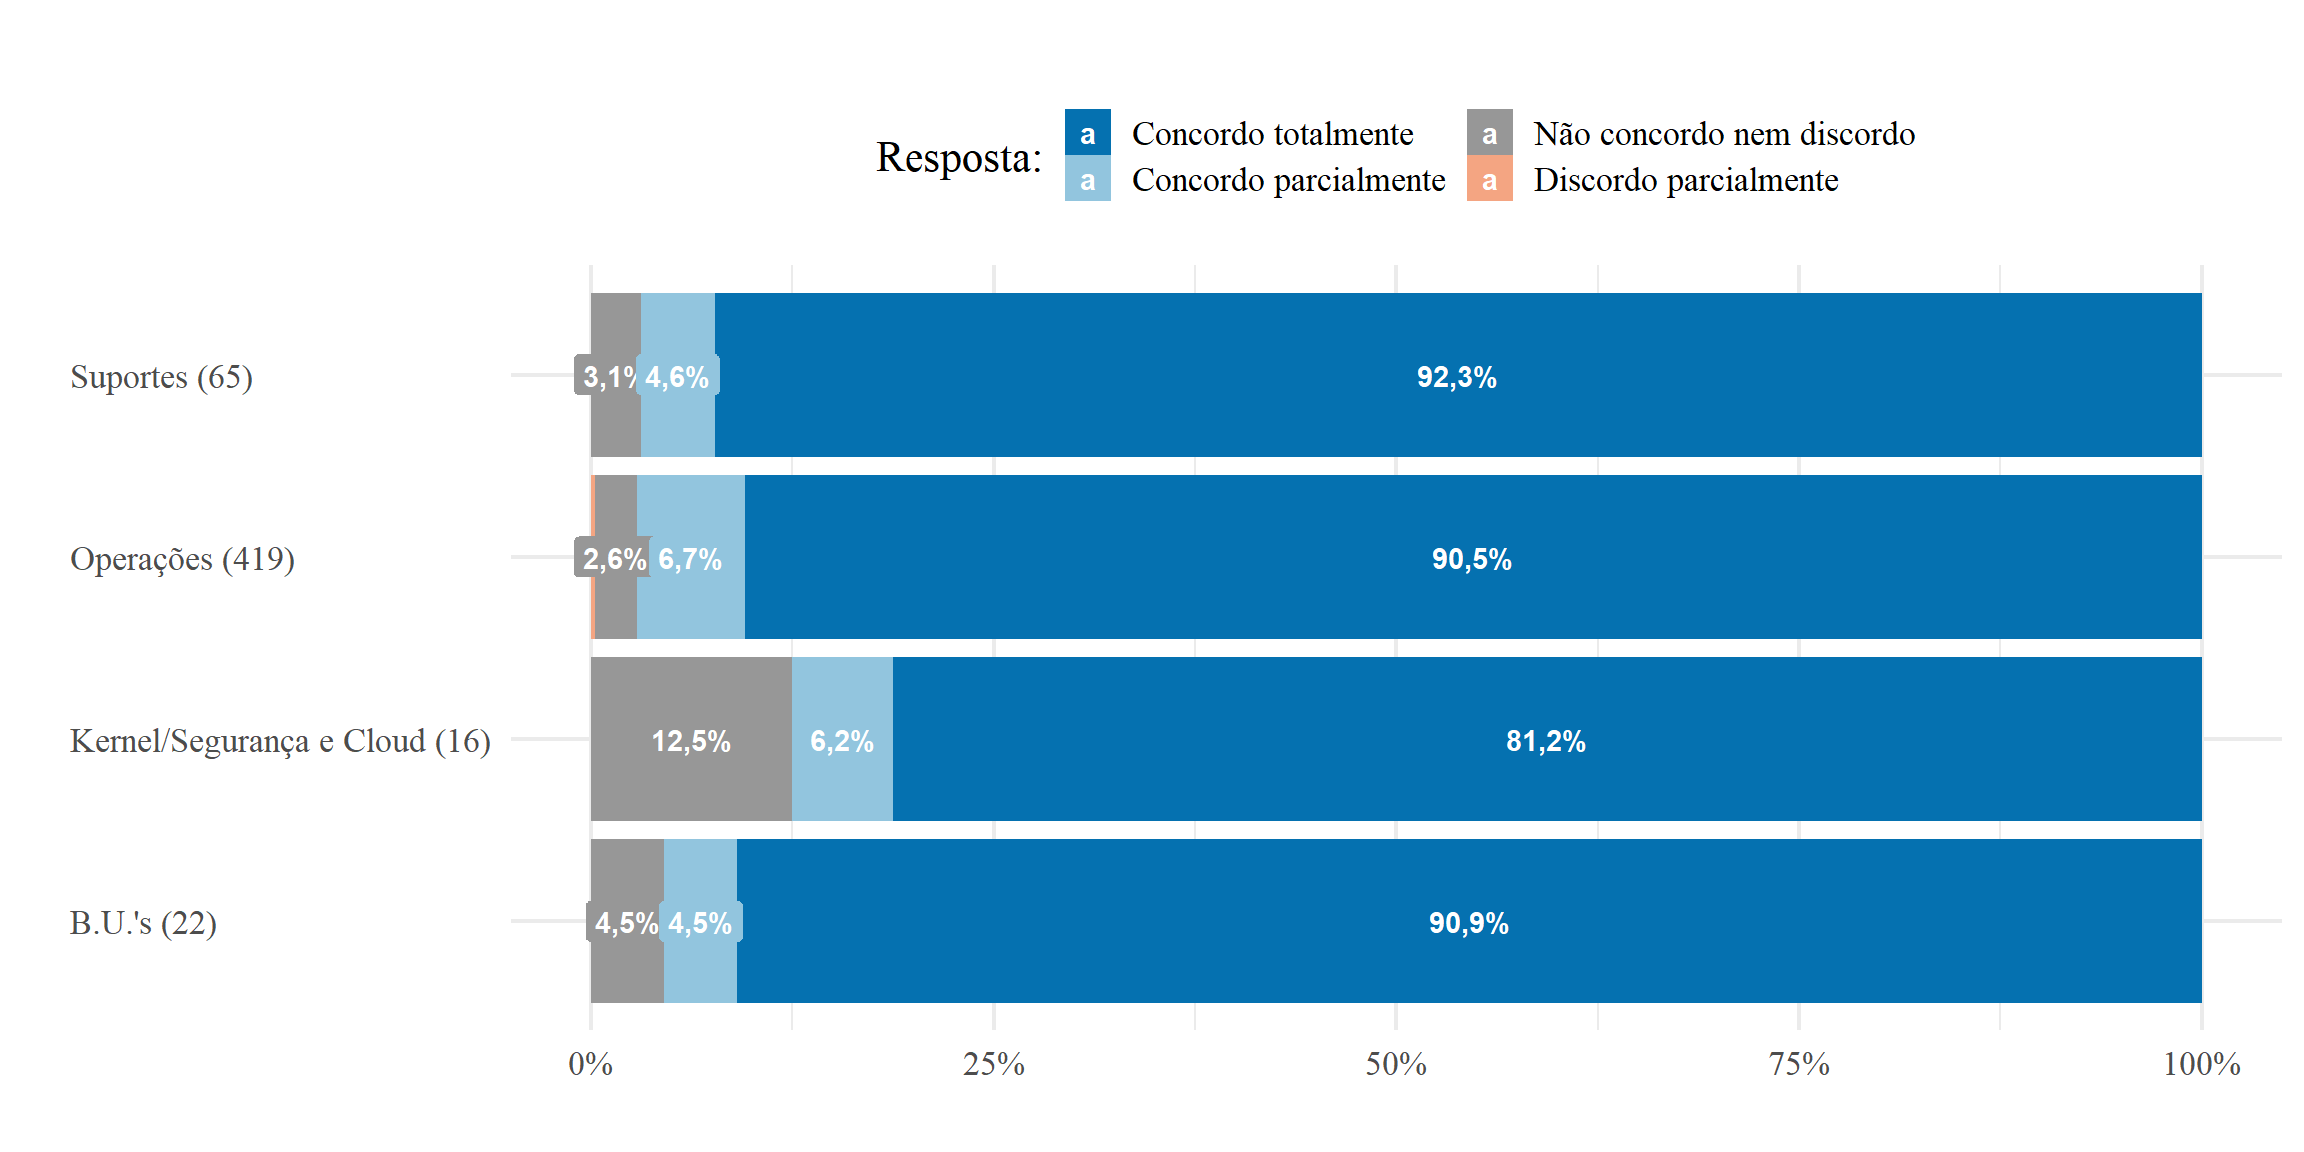 Resposta:
a Concordo totalmente
a Não concordo nem discordo
a Concordo parcialmente
a Discordo parcialmente
Suportes (65)
3,1% 4,6% 92,3%
Operações (419)
2,6% 6,7% 90,5%
Kernel/Segurança e Cloud (16)
12,5% 6,2% 81,2%
B.U.'s (22)
4,5% 4,5% 90,9%
0% 25% 50% 75% 100%